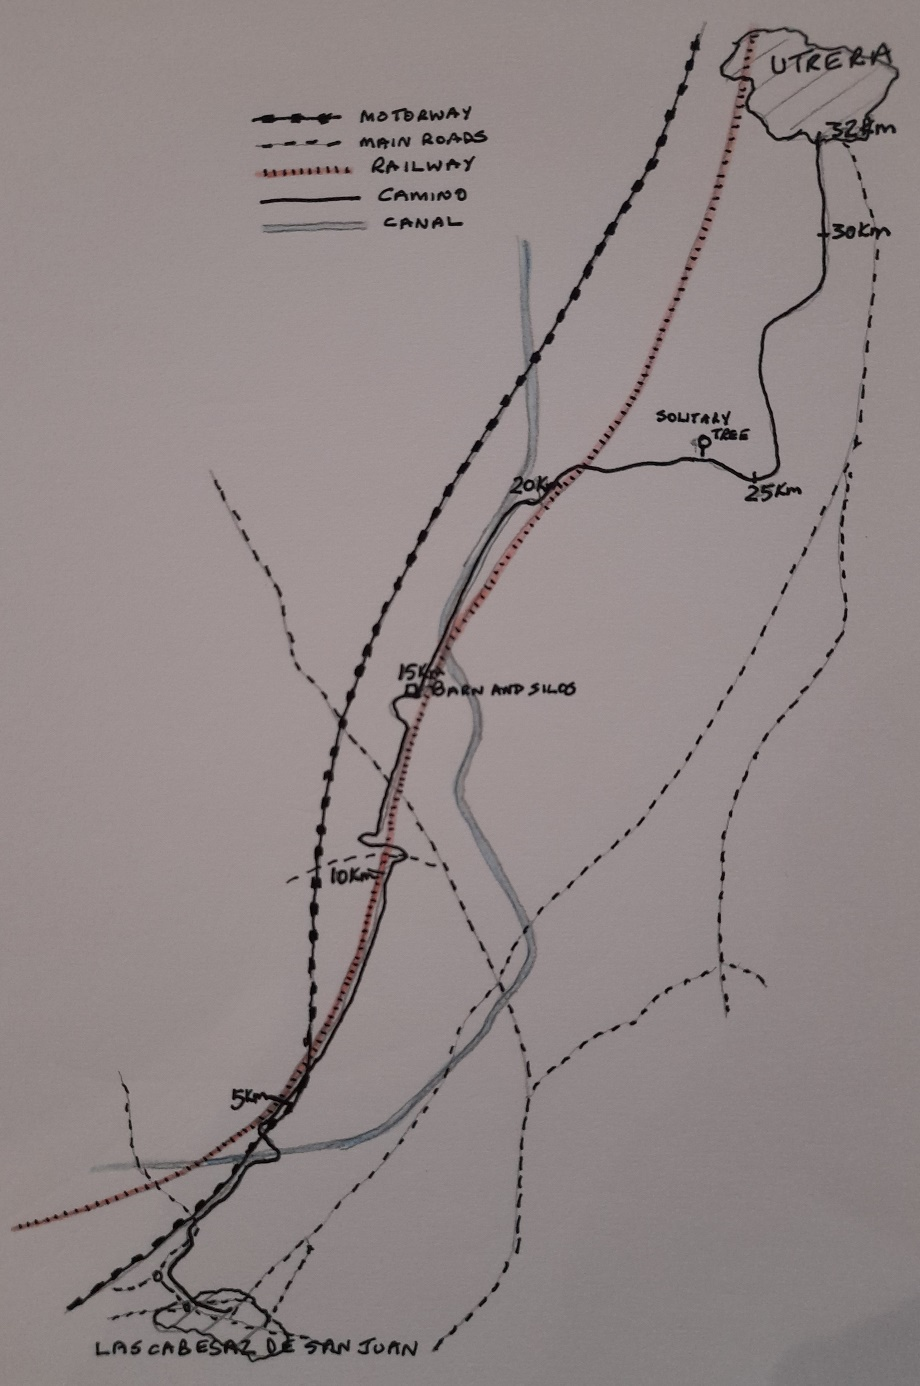 UTRERA
MOTORWAY
MAIN ROADS
RAILWAY
CAMINO
CANAL
32Km
30Km
SOLITARY
TREE
20Km
25Km
15Km
BARN AND SILOS
10Km
5Km
LAS CABESAZ DE SAN JUAN